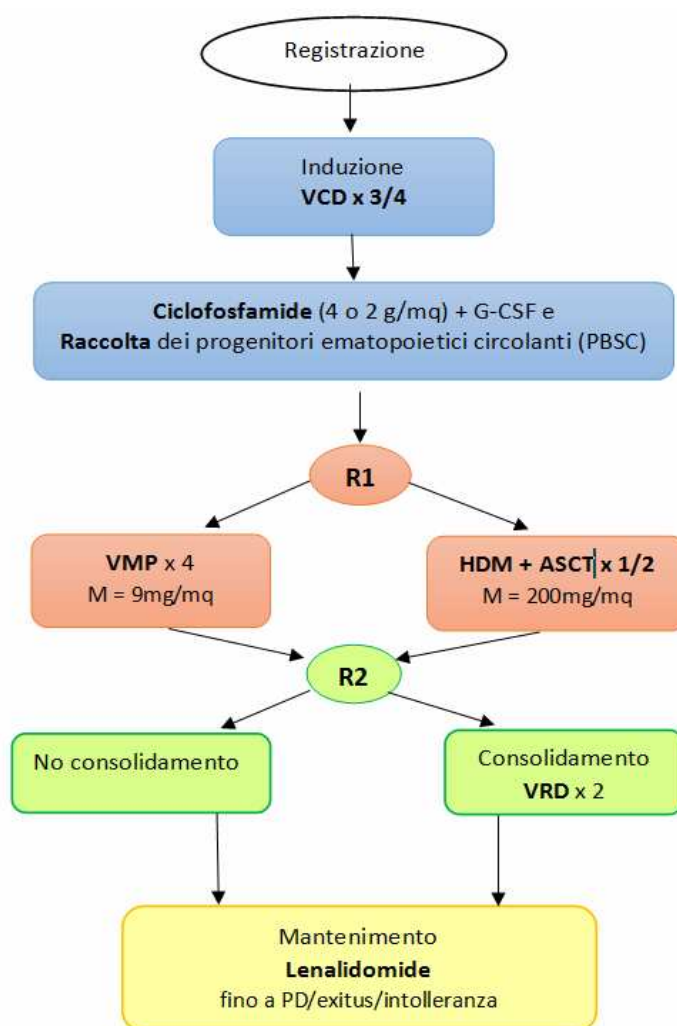 Registrazione
Induzione
VCD x 3/4
Ciclofosfamide (4 o 2 g/mq) + G-CSF e
Raccolta dei progenitori ematopoietici circolanti (PBSC)
R1
VMP x 4
M = 9mg/mq
HDM + ASCT x 1/2
M = 200mg/mq
R2
No consolidamento
Consolidamento
VRD x 2
Mantenimento
Lenalidomide
fino a PD/exitus/intolleranza